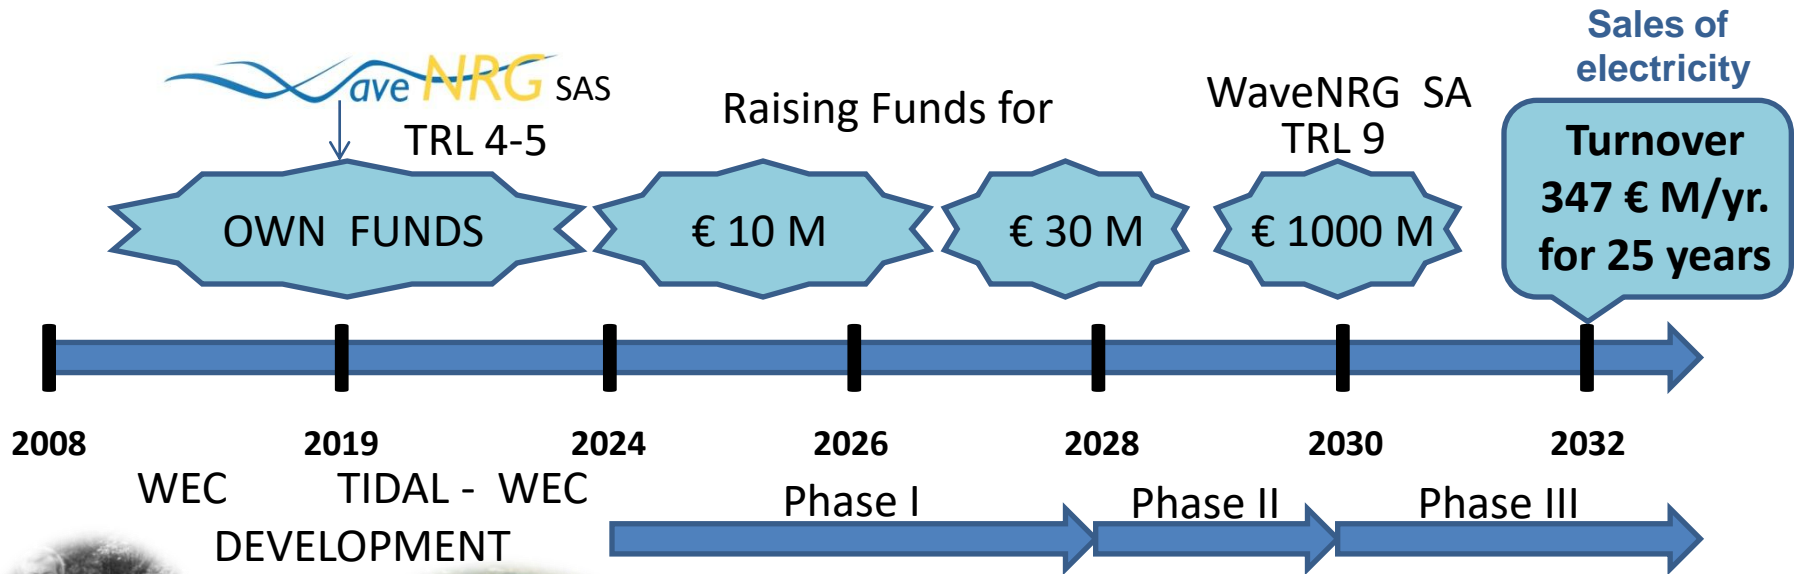 Sales of
electricity
Wave NRG SAS
TRL 4-5
Raising Funds for
WaveNRG SA
TRL 9
OWN FUNDS
€ 10 M
€ 30 M
€ 1000 M
Turnover
347 € M/yr.
for 25 years
2008
2019
2024
2026
2028
2030
2032
WEC
TIDAL - WEC
DEVELOPMENT
Phase I
Phase II
Phase III